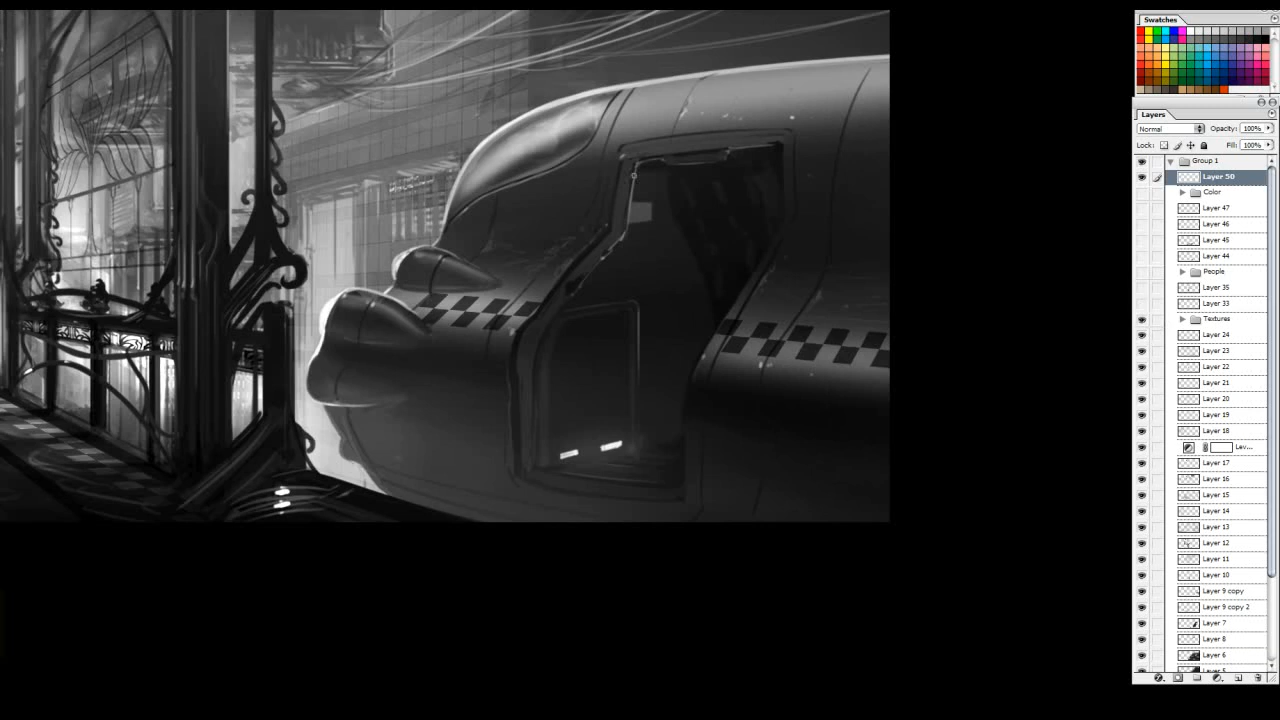 Swatches
Layers
Normal
Opacity: 100%
Lock:
Fill: 100%
Group 1
Layer 50
Color
Layer 47
Layer 46
Layer 45
Layer 44
People
Layer 35
Layer 33
Textures
Layer 24
Layer 23
Layer 22
Layer 21
Layer 20
Layer 19
Layer 18
Lev...
Layer 17
Layer 16
Layer 15
Layer 14
Layer 13
Layer 12
Layer 11
Layer 10
Layer 9 copy
Layer 9 copy 2
Layer 7
Layer 8
Layer 6
Layer 5